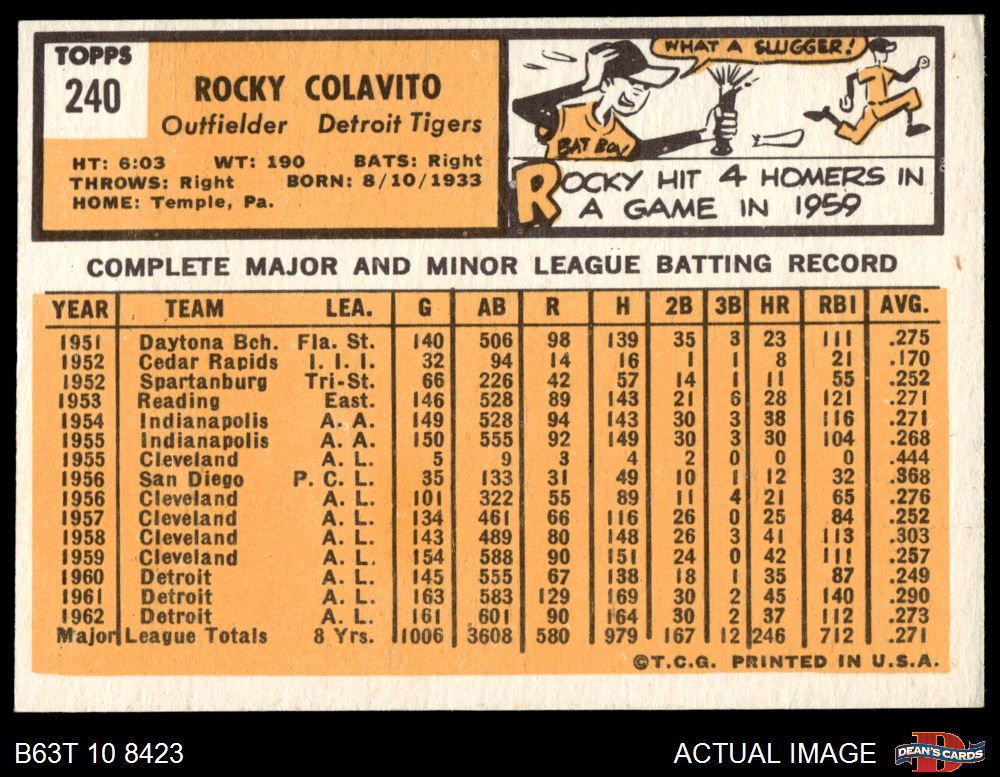 TOPPS
240
ROCKY COLAVITO
Outfielder Detroit Tigers
HT: 6:03 WT: 190 BATS: Right
THROWS: Right BORN: 8/10/1933
HOME: Temple, Pa.
WHAT A SLUGGER!
BAT BOY
ROCKY HIT 4 HOMERS IN
A GAME IN 1959
COMPLETE MAJOR AND MINOR LEAGUE BATTING RECORD
YEAR TEAM LEA. G AB R H 2B 3B HR RBI AVG.
1951 Daytona Bch. Fla. St. 140 506 98 139 35 3 23 111 .275
1952 Cedar Rapids I. I. I. 32 94 14 16 1 1 8 21 .170
1952 Spartanburg Tri-St. 66 226 42 57 14 1 11 55 .252
1953 Reading East. 146 528 89 143 21 6 28 121 .271
1954 Indianapolis A. A. 149 528 94 143 30 3 38 116 .271
1955 Indianapolis A. A. 150 555 92 149 30 3 30 104 .268
1955 Cleveland A. L. 5 9 3 4 2 0 0 0 .444
1956 San Diego P. C. L. 35 133 31 49 10 1 12 32 .368
1956 Cleveland A. L. 101 322 55 89 11 4 21 65 .276
1957 Cleveland A. L. 134 461 66 116 26 0 25 84 .252
1958 Cleveland A. L. 143 489 80 148 26 3 41 113 .303
1959 Cleveland A. L. 154 588 90 151 24 0 42 111 .257
1960 Detroit A. L. 145 555 67 138 18 1 35 87 .249
1961 Detroit A. L. 163 583 129 169 30 2 45 140 .290
1962 Detroit A. L. 161 601 90 164 30 2 37 112 .273
Major League Totals 8 Yrs. 1006 3608 580 979 167 12 246 712 .271
©T.C.G. PRINTED IN U.S.A.
B63T 10 8423
ACTUAL IMAGE
DEAN'S CARDS